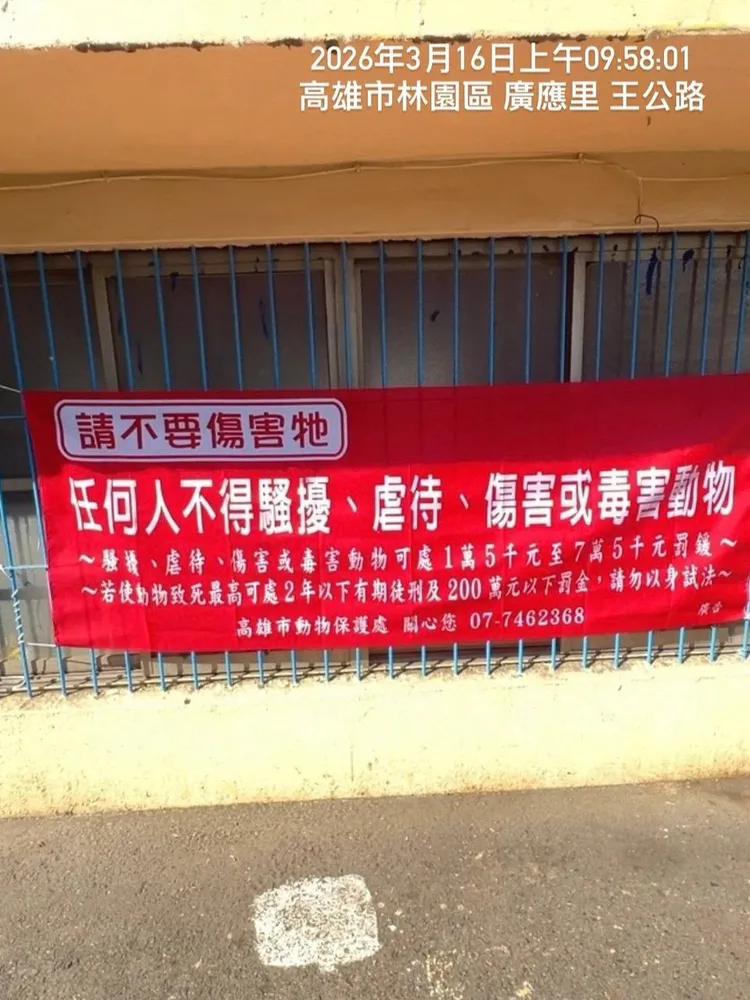 2026年3月16日上午09:58:01
高雄市林園區 廣應里 王公路
請不要傷害牠
任何人不得騷擾、虐待、傷害或毒害動物
~騷擾、虐待、傷害或毒害動物可處1萬5千元至7萬5千元罰鍰~
~若使動物致死最高可處2年以下有期徒刑及200萬元以下罰金，請勿以身試法~
高雄市動物保護處 關心您 07-7462368
廣告